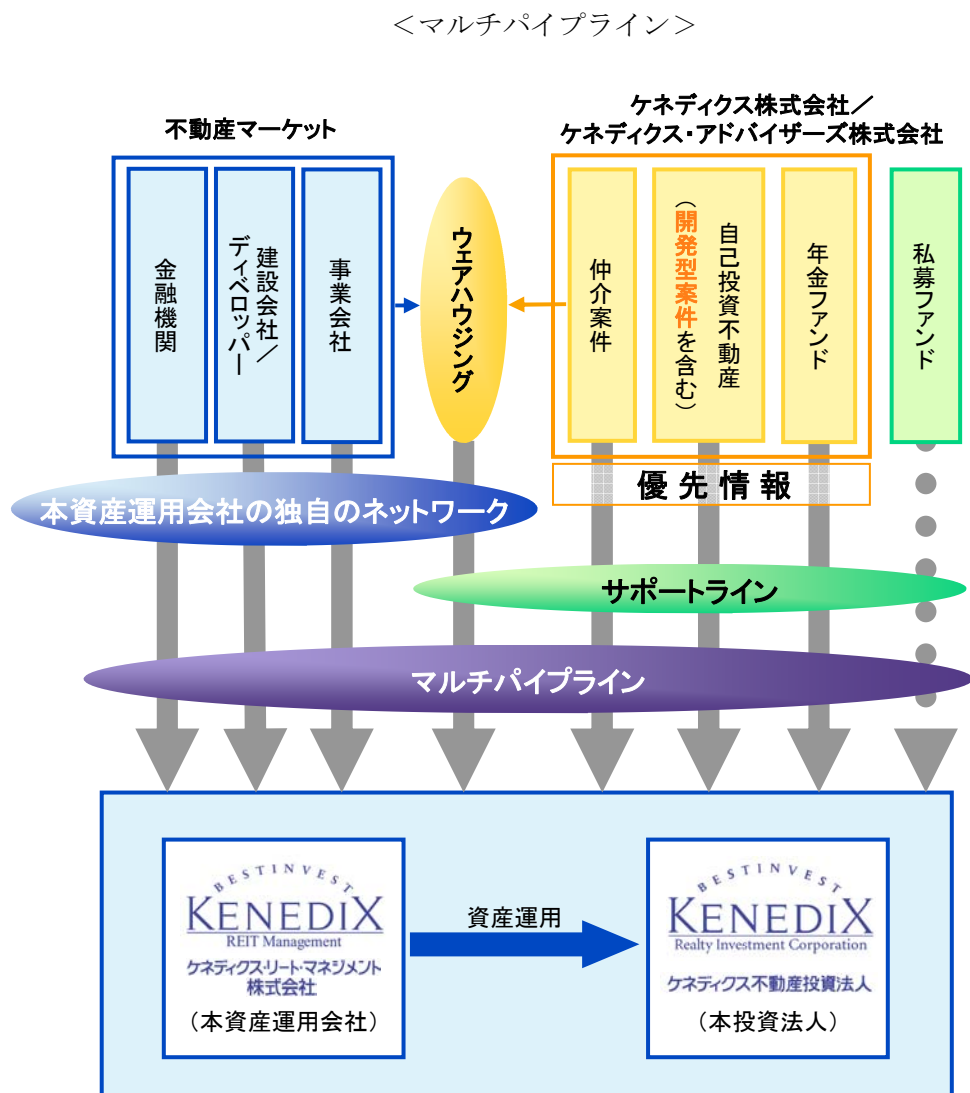 ＜マルチパイプライン＞
不動産マーケット
ケネディクス株式会社／
ケネディクス・アドバイザーズ株式会社
金融機関
建設会社／
ディベロッパー
事業会社
ウェアハウジング
仲介案件
自己投資不動産
（開発型案件を含む）
年金ファンド
私募ファンド
優先情報
本資産運用会社の独自のネットワーク
サポートライン
マルチパイプライン
BESTINVEST
KENEDIX
REIT Management
ケネディクス・リート・マネジメント
株式会社
（本資産運用会社）
資産運用
BESTINVEST
KENEDIX
Realty Investment Corporation
ケネディクス不動産投資法人
（本投資法人）